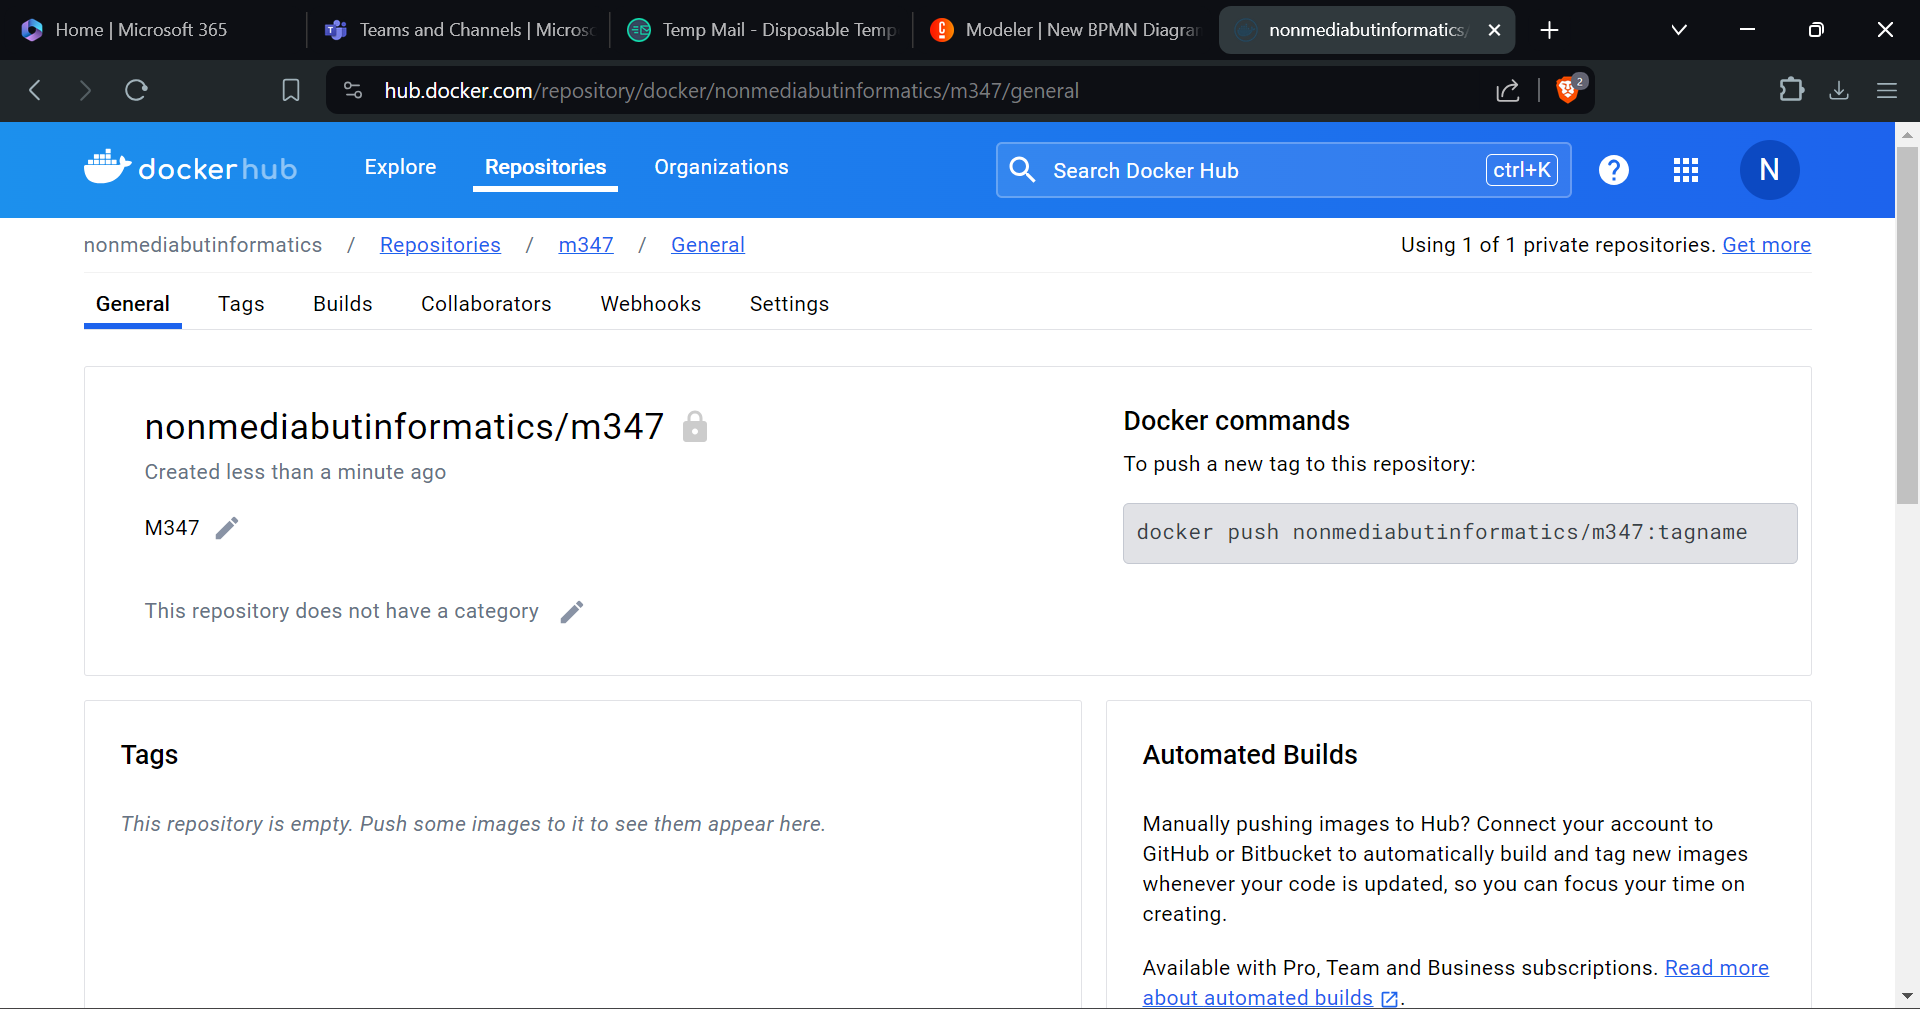 Home | Microsoft 365
Teams and Channels | Microso
Temp Mail - Disposable Temp
Modeler | New BPMN Diagran
nonmediabutinformatics/
hub.docker.com/repository/docker/nonmediabutinformatics/m347/general
2
dockerhub
Explore
Repositories
Organizations
Search Docker Hub
ctrl+K
?
N
nonmediabutinformatics / Repositories / m347 / General
Using 1 of 1 private repositories. Get more
General
Tags
Builds
Collaborators
Webhooks
Settings
nonmediabutinformatics/m347
Created less than a minute ago
M347
This repository does not have a category
Docker commands
To push a new tag to this repository:
docker push nonmediabutinformatics/m347:tagname
Tags
This repository is empty. Push some images to it to see them appear here.
Automated Builds
Manually pushing images to Hub? Connect your account to
GitHub or Bitbucket to automatically build and tag new images
whenever your code is updated, so you can focus your time on
creating.
Available with Pro, Team and Business subscriptions. Read more
about automated builds .